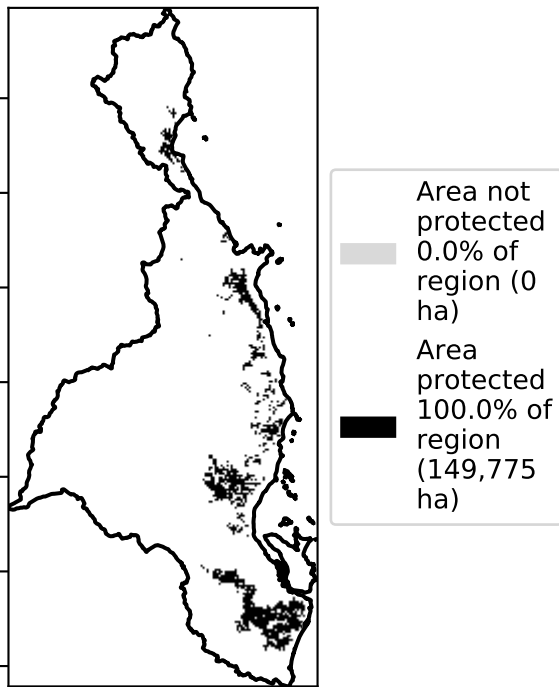 Area not
protected
0.0% of
region (0
ha)
Area
protected
100.0% of
region
(149,775
ha)